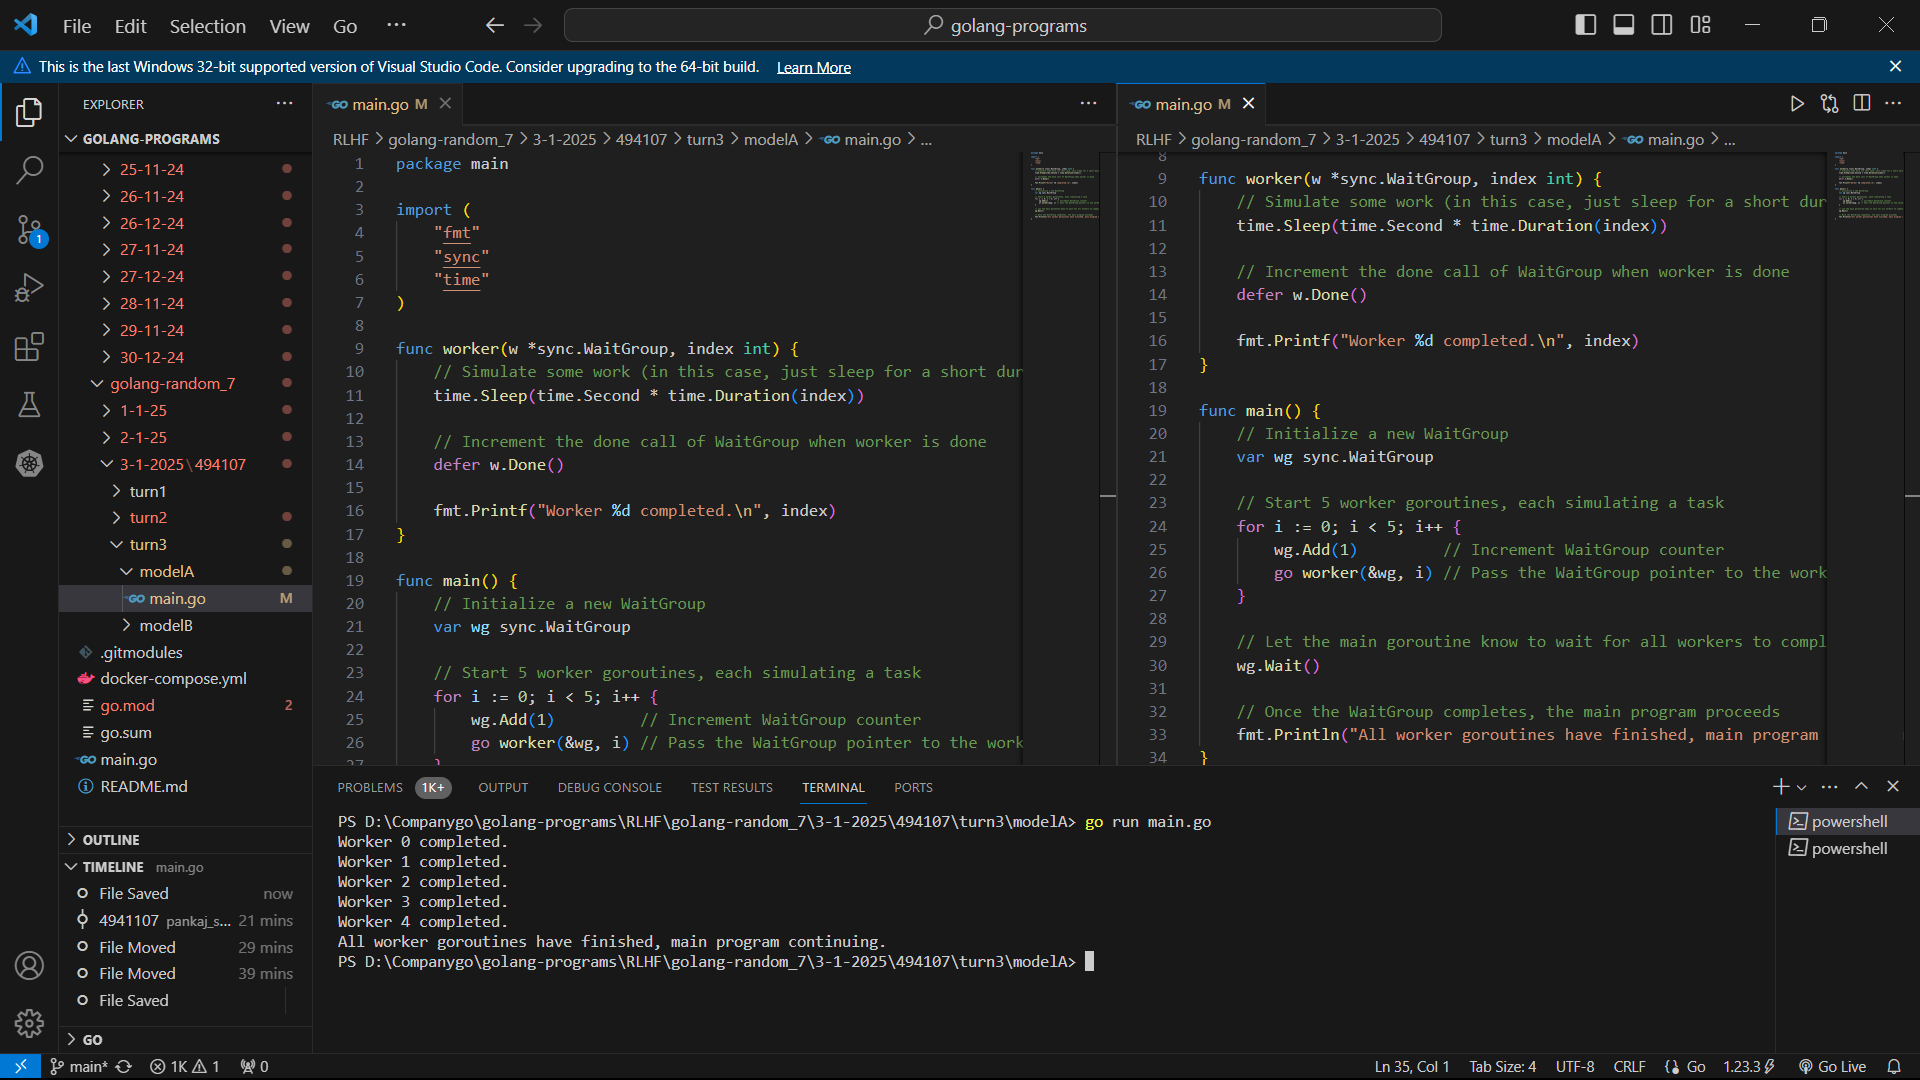 File Edit Selection View Go ... golang-programs
This is the last Windows 32-bit supported version of Visual Studio Code. Consider upgrading to the 64-bit build. Learn More
EXPLORER ...
GOLANG-PROGRAMS
25-11-24
26-11-24
26-12-24
27-11-24
27-12-24
28-11-24
29-11-24
30-12-24
golang-random_7
1-1-25
2-1-25
3-1-2025\494107
turn1
turn2
turn3
modelA
main.go M
modelB
.gitmodules
docker-compose.yml
go.mod 2
go.sum
main.go
README.md
OUTLINE
TIMELINE main.go
File Saved now
4941107 pankaj_s... 21 mins
File Moved 29 mins
File Moved 39 mins
File Saved
GO
1
main.go M
RLHF > golang-random_7 > 3-1-2025 > 494107 > turn3 > modelA > main.go > ...
1 package main
2
3 import (
4 "fmt"
5 "sync"
6 "time"
7 )
8
9 func worker(w *sync.WaitGroup, index int) {
10 // Simulate some work (in this case, just sleep for a short dur
11 time.Sleep(time.Second * time.Duration(index))
12
13 // Increment the done call of WaitGroup when worker is done
14 defer w.Done()
15
16 fmt.Printf("Worker %d completed.\n", index)
17 }
18
19 func main() {
20 // Initialize a new WaitGroup
21 var wg sync.WaitGroup
22
23 // Start 5 worker goroutines, each simulating a task
24 for i := 0; i < 5; i++ {
25 wg.Add(1) // Increment WaitGroup counter
26 go worker(&wg, i) // Pass the WaitGroup pointer to the work
27 }
main.go M
RLHF > golang-random_7 > 3-1-2025 > 494107 > turn3 > modelA > main.go > ...
8
9 func worker(w *sync.WaitGroup, index int) {
10 // Simulate some work (in this case, just sleep for a short dur
11 time.Sleep(time.Second * time.Duration(index))
12
13 // Increment the done call of WaitGroup when worker is done
14 defer w.Done()
15
16 fmt.Printf("Worker %d completed.\n", index)
17 }
18
19 func main() {
20 // Initialize a new WaitGroup
21 var wg sync.WaitGroup
22
23 // Start 5 worker goroutines, each simulating a task
24 for i := 0; i < 5; i++ {
25 wg.Add(1) // Increment WaitGroup counter
26 go worker(&wg, i) // Pass the WaitGroup pointer to the work
27 }
28
29 // Let the main goroutine know to wait for all workers to compl
30 wg.Wait()
31
32 // Once the WaitGroup completes, the main program proceeds
33 fmt.Println("All worker goroutines have finished, main program
34 }
PROBLEMS 1K+ OUTPUT DEBUG CONSOLE TEST RESULTS TERMINAL PORTS
PS D:\Companygo\golang-programs\RLHF\golang-random_7\3-1-2025\494107\turn3\modelA> go run main.go
Worker 0 completed.
Worker 1 completed.
Worker 2 completed.
Worker 3 completed.
Worker 4 completed.
All worker goroutines have finished, main program continuing.
PS D:\Companygo\golang-programs\RLHF\golang-random_7\3-1-2025\494107\turn3\modelA>
powershell
powershell
main* 1K 1 0 Ln 35, Col 1 Tab Size: 4 UTF-8 CRLF Go 1.23.3 Go Live